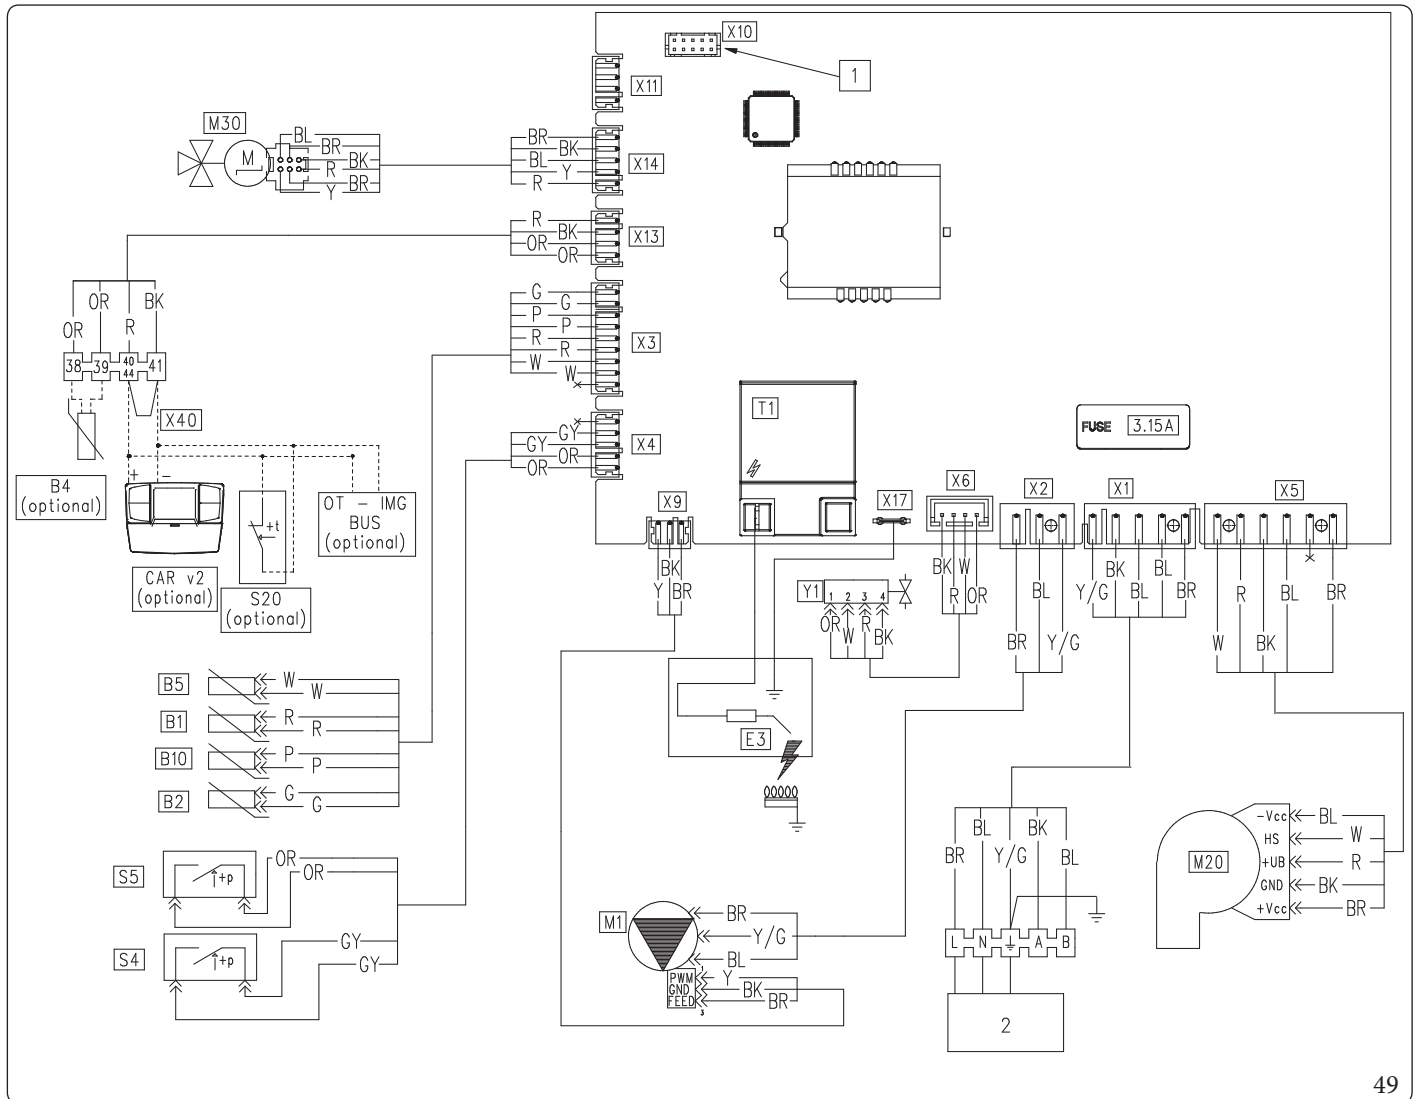 X10
1
X11
M30
M
BL
BR
BK
R
BR
Y
BR
BK
BL
Y
R
X14
R
BK
OR
OR
X13
OR
OR
R
BK
38
39
40
44
41
X40
B4
(optional)
+ -
CAR v2
(optional)
+t
S20
(optional)
OT - IMG
BUS
(optional)
G
G
P
P
R
R
W
W
X3
GY
GY
OR
OR
X4
T1
FUSE 3.15A
X9
X17
X6
X2
X1
X5
Y
BK
BR
BK
R
W
OR
BR
BL
Y/G
Y/G
BK
BL
BL
BR
W
R
BK
BL
BR
Y1
1 2 3 4
OR
W
R
BK
E3
B5
W
W
B1
R
R
B10
P
P
B2
G
G
S5
+p
OR
OR
S4
+p
GY
GY
M1
BR
Y/G
BL
PWM
GND
FEED
1
3
Y
BK
BR
BR
BL
Y/G
BK
BL
L
N
A
B
2
M20
-Vcc
HS
+UB
GND
+Vcc
BL
W
R
BK
BR
49